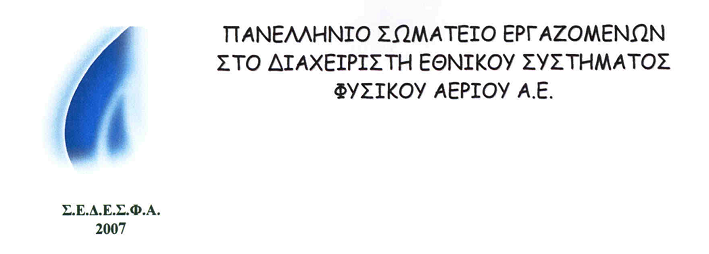 ΠΑΝΕΛΛΗΝΙΟ ΣΩΜΑΤΕΙΟ ΕΡΓΑΖΟΜΕΝΩΝ
ΣΤΟ ΔΙΑΧΕΙΡΙΣΤΗ ΕΘΝΙΚΟΥ ΣΥΣΤΗΜΑΤΟΣ
ΦΥΣΙΚΟΥ ΑΕΡΙΟΥ Α.Ε.
Σ.Ε.Δ.Ε.Σ.Φ.Α.
2007